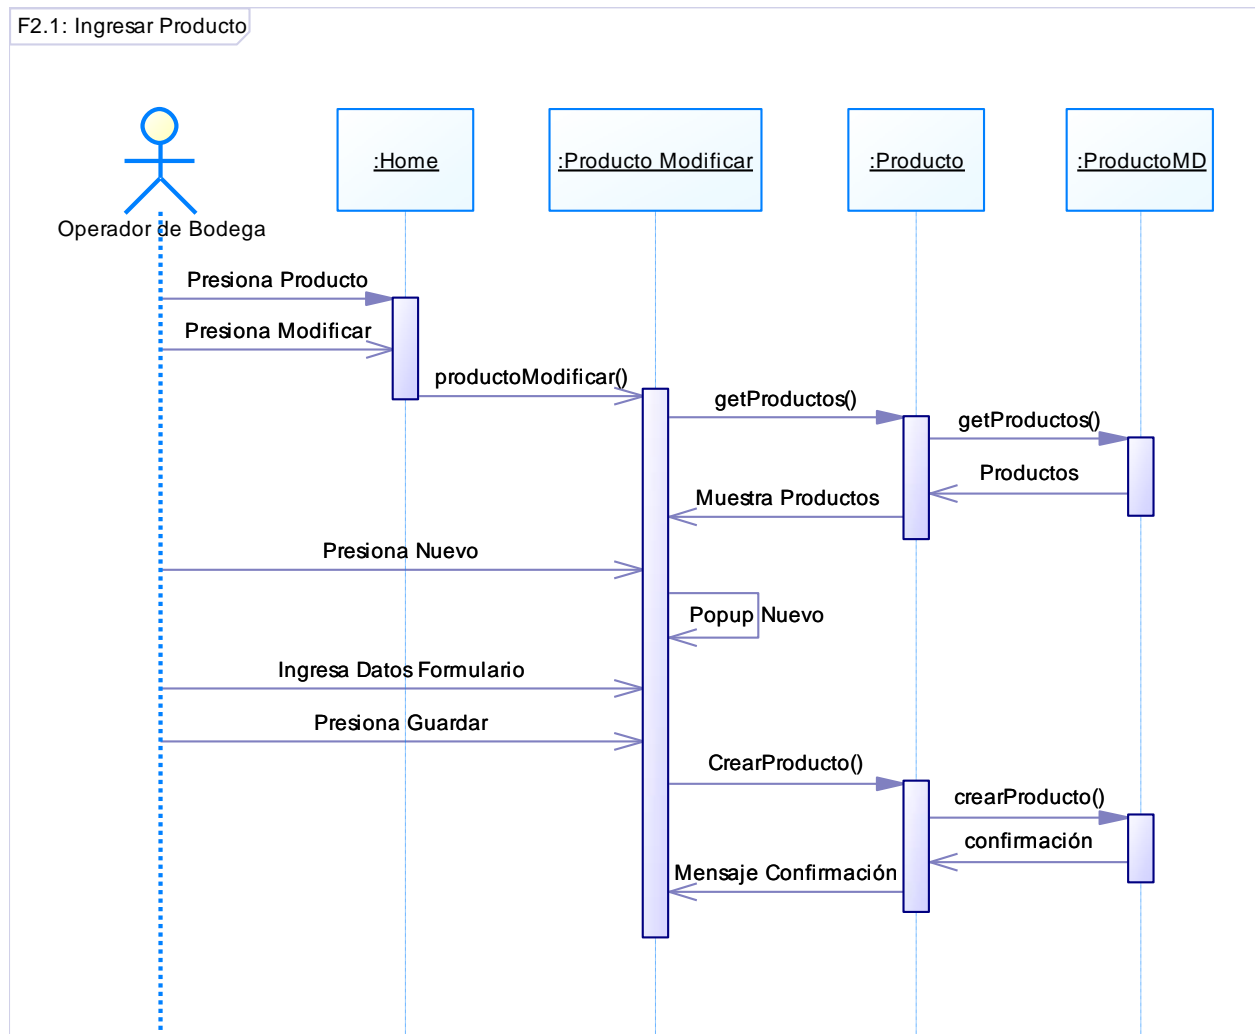 F2.1: Ingresar Producto
:Home
:Producto Modificar
:Producto
:ProductoMD
Operador de Bodega
Presiona Producto
Presiona Modificar
productoModificar()
getProductos()
getProductos()
Productos
Muestra Productos
Presiona Nuevo
Popup Nuevo
Ingresa Datos Formulario
Presiona Guardar
CrearProducto()
crearProducto()
confirmación
Mensaje Confirmación